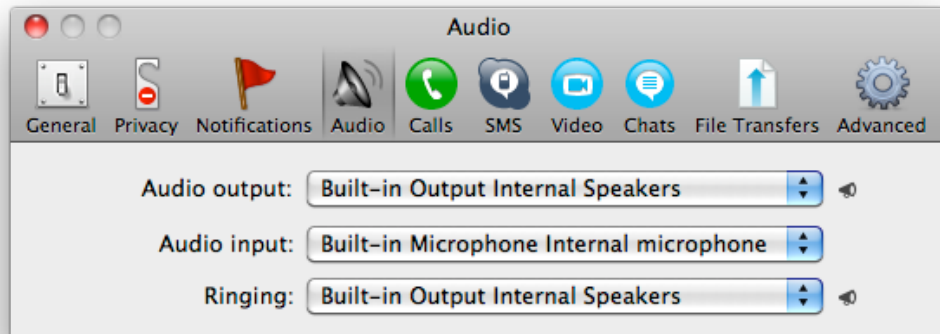 Audio
General Privacy Notifications Audio Calls SMS Video Chats File Transfers Advanced
Audio output: Built-in Output Internal Speakers
Audio input: Built-in Microphone Internal microphone
Ringing: Built-in Output Internal Speakers